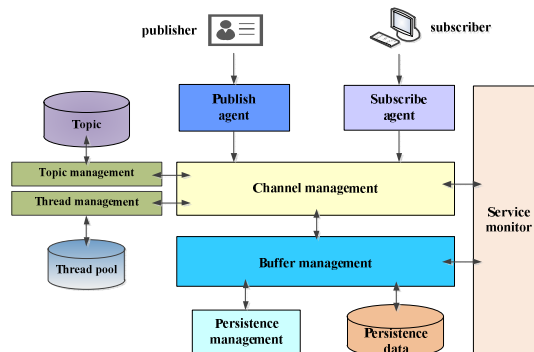 publisher
subscriber
Publish
agent
Subscribe
agent
Topic
Topic management
Thread management
Channel management
Service
monitor
Thread pool
Buffer management
Persistence
management
Persistence
data